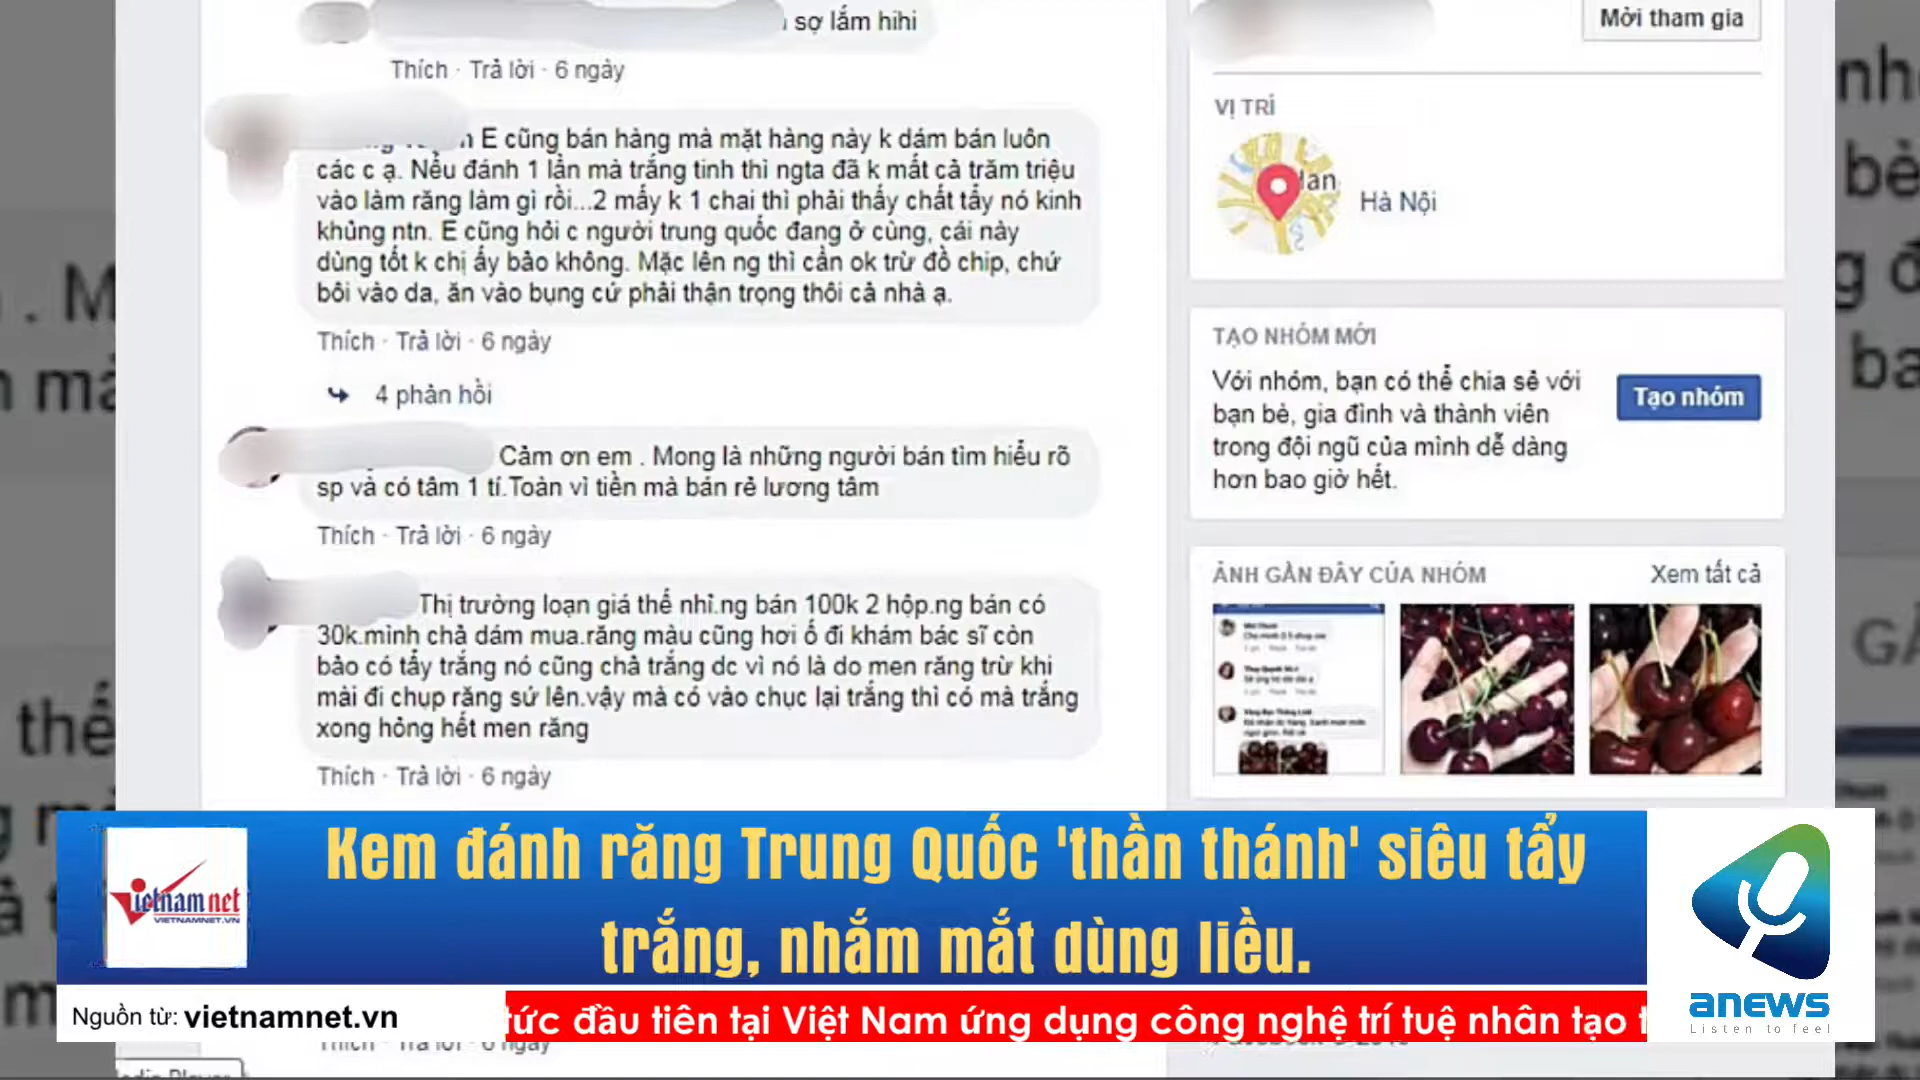 sợ lắm hihi
Thích · Trả lời · 6 ngày
E cũng bán hàng mà mặt hàng này k dám bán luôn
các c ạ. Nếu đánh 1 lần mà trắng tinh thì ngta đã k mất cả trăm triệu
vào làm răng làm gì rồi...2 mấy k 1 chai thì phải thấy chất tẩy nó kinh
khủng ntn. E cũng hỏi c người trung quốc đang ở cùng, cái này
dùng tốt k chị ấy bảo không. Mặc lên ng thì cần ok trừ đồ chip, chứ
bôi vào da, ăn vào bụng cứ phải thận trọng thôi cả nhà ạ.
Thích · Trả lời · 6 ngày
4 phản hồi
Cảm ơn em . Mong là những người bán tìm hiểu rõ
sp và có tâm 1 tí.Toàn vì tiền mà bán rẻ lương tâm
Thích · Trả lời · 6 ngày
Thị trường loạn giá thế nhỉ.ng bán 100k 2 hộp.ng bán có
30k.mình chả dám mua.răng màu cũng hơi ố đi khám bác sĩ còn
bảo có tẩy trắng nó cũng chả trắng dc vì nó là do men răng trừ khi
mài đi chụp răng sứ lên.vậy mà có vào chục lại trắng thì có mà trắng
xong hỏng hết men răng
Thích · Trả lời · 6 ngày
Mời tham gia
VỊ TRÍ
Hà Nội
TẠO NHÓM MỚI
Với nhóm, bạn có thể chia sẻ với
bạn bè, gia đình và thành viên
trong đội ngũ của mình dễ dàng
hơn bao giờ hết.
Tạo nhóm
ẢNH GẦN ĐÂY CỦA NHÓM
Xem tất cả
Kem đánh răng Trung Quốc 'thần thánh' siêu tẩy
trắng, nhắm mắt dùng liều.
Vietnamnet
VIETNAMNET.VN
Nguồn từ: vietnamnet.vn
tức đầu tiên tại Việt Nam ứng dụng công nghệ trí tuệ nhân tạo
anews
Listen to feel